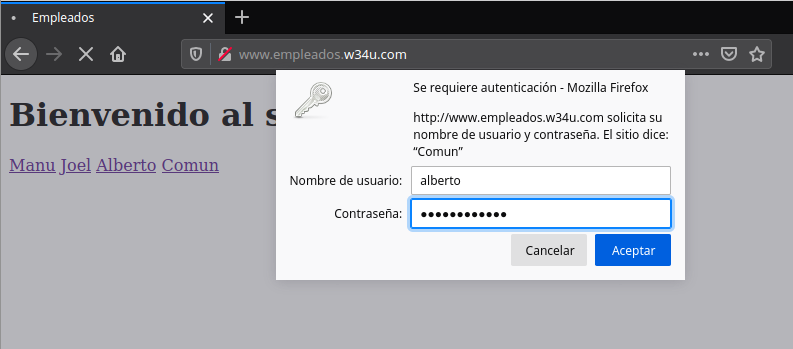 Empleados
www.empleados.w34u.com
Se requiere autenticación - Mozilla Firefox
Bienvenido al s
http://www.empleados.w34u.com solicita su
nombre de usuario y contraseña. El sitio dice:
“Comun”
Manu Joel Alberto Comun
Nombre de usuario: alberto
Contraseña: ●●●●●●●●●●●●
Cancelar Aceptar